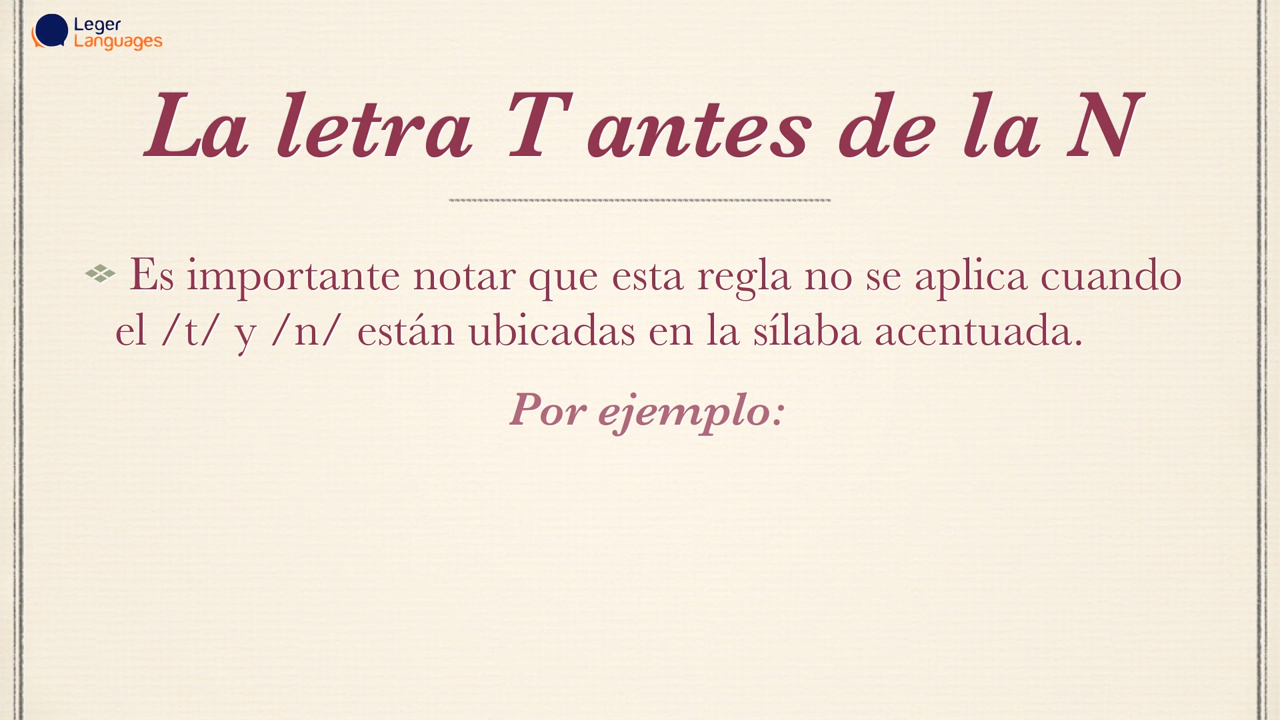 Leger
Languages
La letra T antes de la N
Es importante notar que esta regla no se aplica cuando
el /t/ y /n/ están ubicadas en la sílaba acentuada.
Por ejemplo: